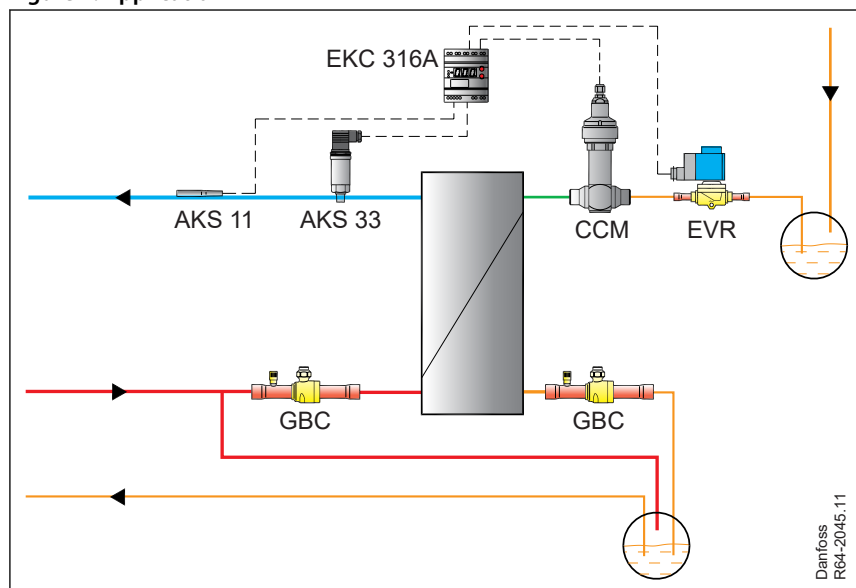 EKC 316A
AKS 11
AKS 33
CCM
EVR
GBC
GBC
Danfoss
R64-2045.11